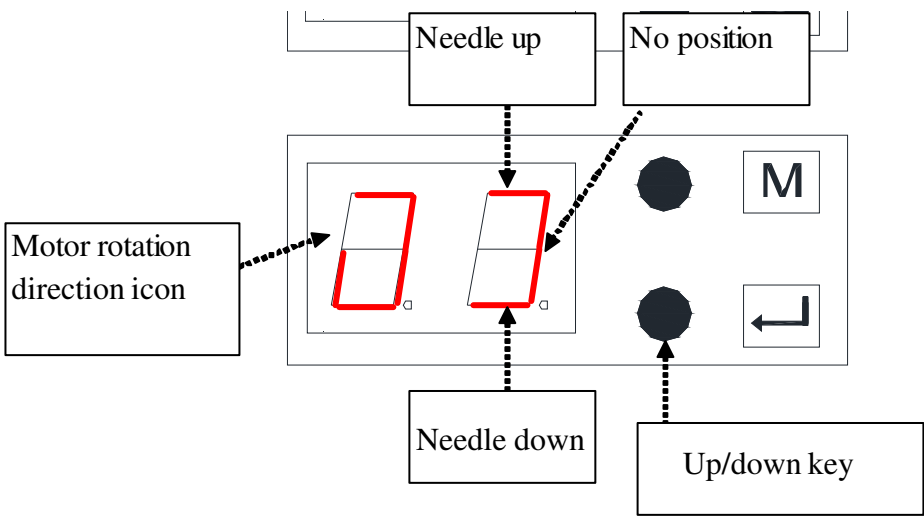 Needle up
No position
M
Motor rotation
direction icon
Needle down
Up/down key